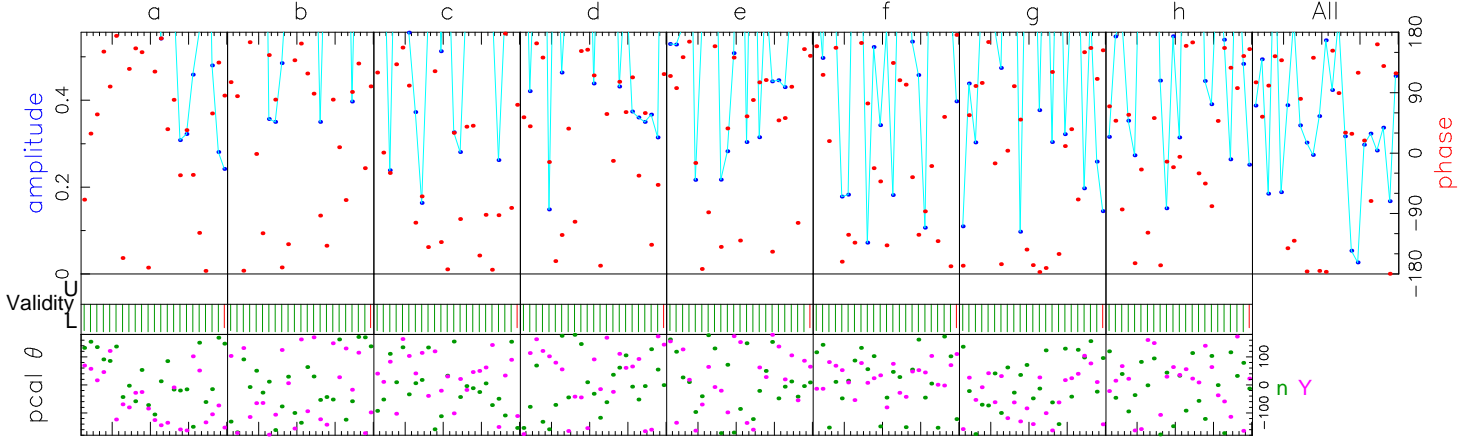 a b c d e f g h All
amplitude
0.4
0.2
0
180
90
0
-90
-180
phase
Validity
U
L
pcal θ
100
0
-100
n Y